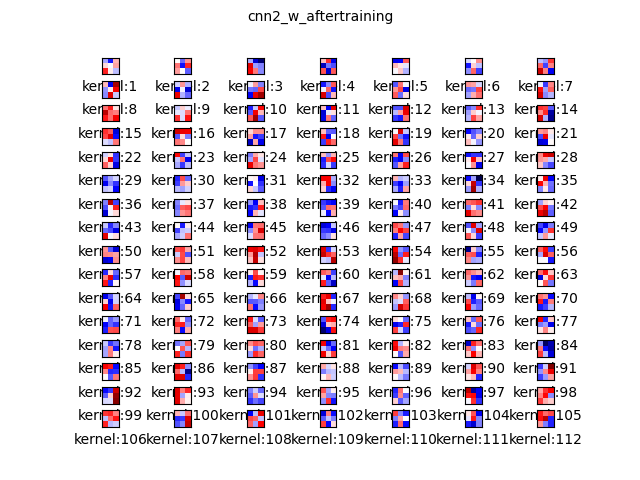 cnn2_w_aftertraining
kernel:1 kernel:2 kernel:3 kernel:4 kernel:5 kernel:6 kernel:7
kernel:8 kernel:9 kernel:10 kernel:11 kernel:12 kernel:13 kernel:14
kernel:15 kernel:16 kernel:17 kernel:18 kernel:19 kernel:20 kernel:21
kernel:22 kernel:23 kernel:24 kernel:25 kernel:26 kernel:27 kernel:28
kernel:29 kernel:30 kernel:31 kernel:32 kernel:33 kernel:34 kernel:35
kernel:36 kernel:37 kernel:38 kernel:39 kernel:40 kernel:41 kernel:42
kernel:43 kernel:44 kernel:45 kernel:46 kernel:47 kernel:48 kernel:49
kernel:50 kernel:51 kernel:52 kernel:53 kernel:54 kernel:55 kernel:56
kernel:57 kernel:58 kernel:59 kernel:60 kernel:61 kernel:62 kernel:63
kernel:64 kernel:65 kernel:66 kernel:67 kernel:68 kernel:69 kernel:70
kernel:71 kernel:72 kernel:73 kernel:74 kernel:75 kernel:76 kernel:77
kernel:78 kernel:79 kernel:80 kernel:81 kernel:82 kernel:83 kernel:84
kernel:85 kernel:86 kernel:87 kernel:88 kernel:89 kernel:90 kernel:91
kernel:92 kernel:93 kernel:94 kernel:95 kernel:96 kernel:97 kernel:98
kernel:99 kernel:100 kernel:101 kernel:102 kernel:103 kernel:104 kernel:105
kernel:106 kernel:107 kernel:108 kernel:109 kernel:110 kernel:111 kernel:112